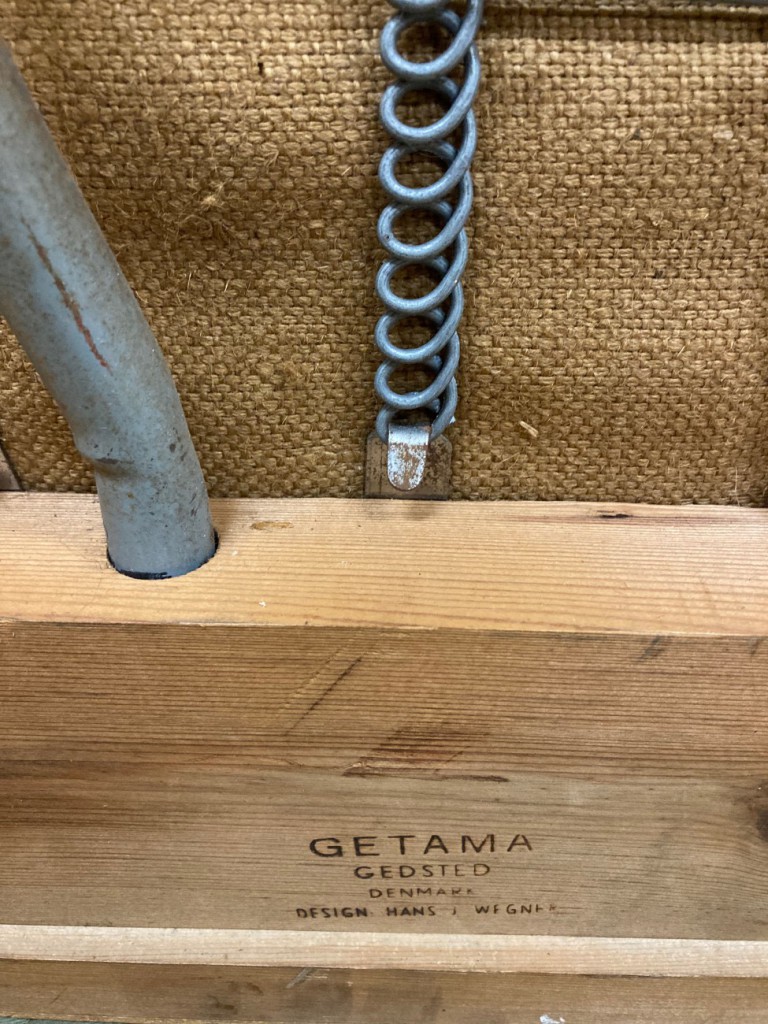 GETAMA
GEDSTED
DENMARK
DESIGN: HANS J WEGNER